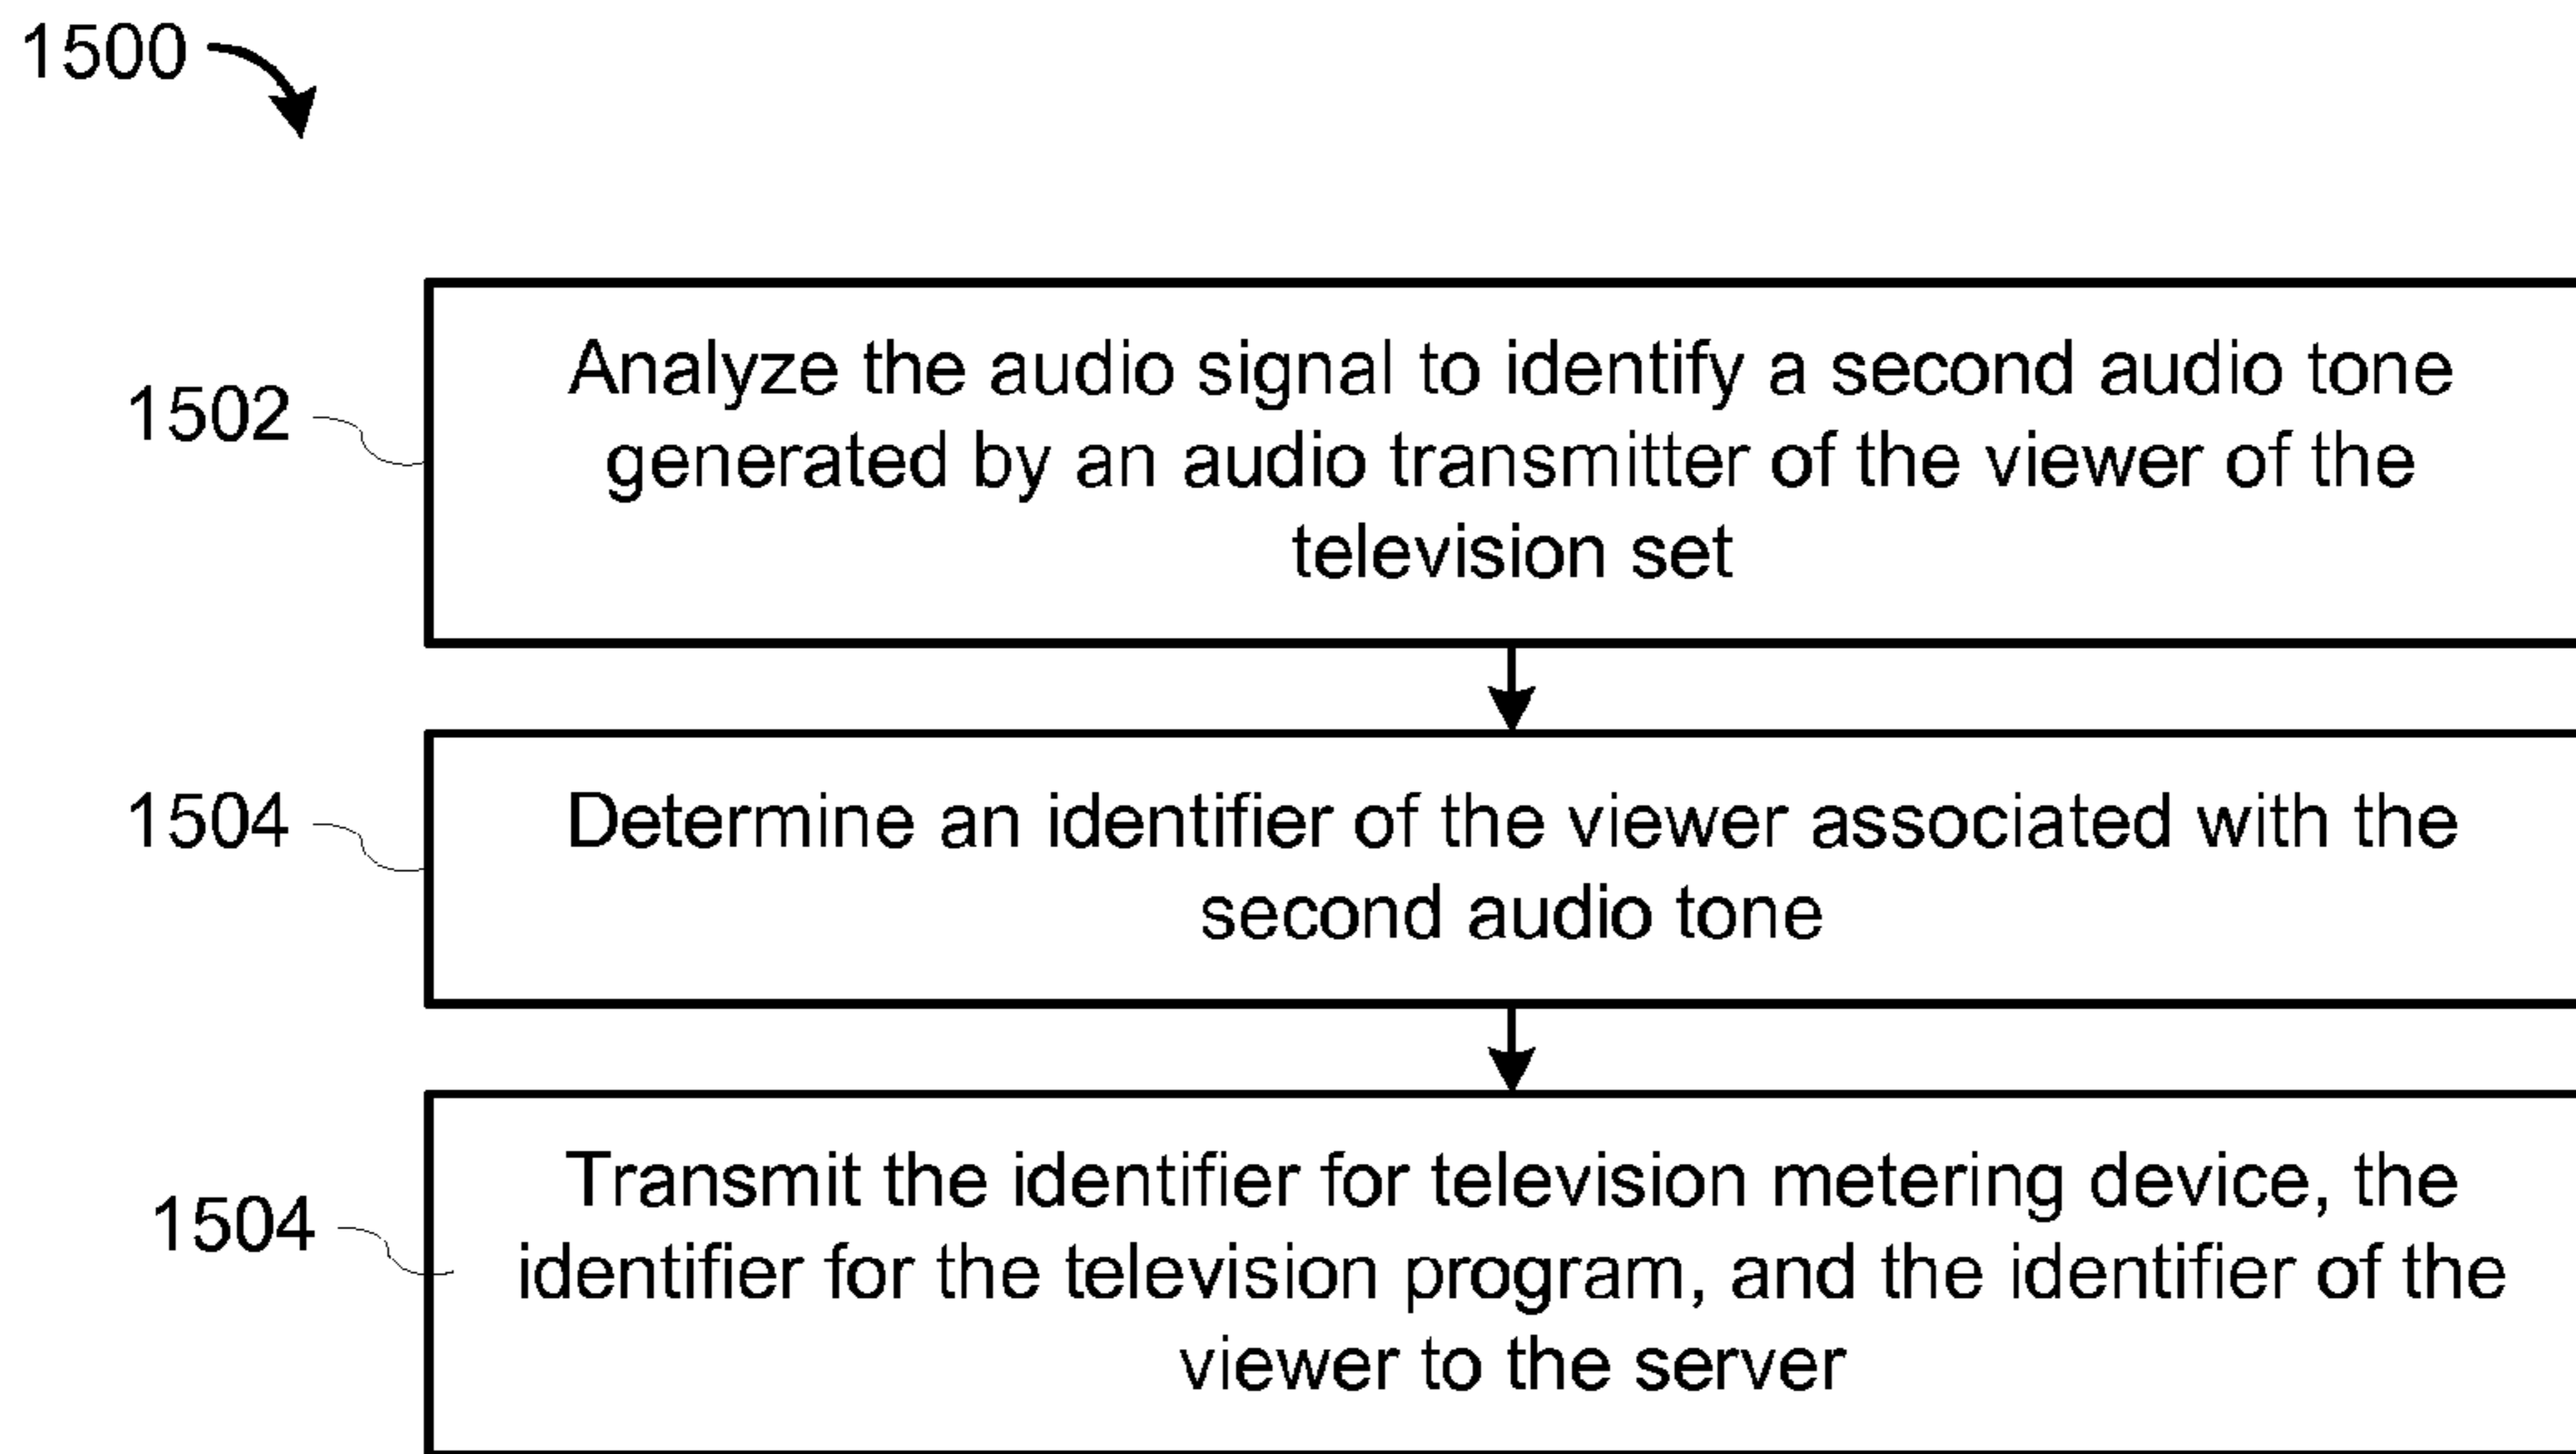 1500
1502
Analyze the audio signal to identify a second audio tone
generated by an audio transmitter of the viewer of the
television set
1504
Determine an identifier of the viewer associated with the
second audio tone
1504
Transmit the identifier for television metering device, the
identifier for the television program, and the identifier of the
viewer to the server